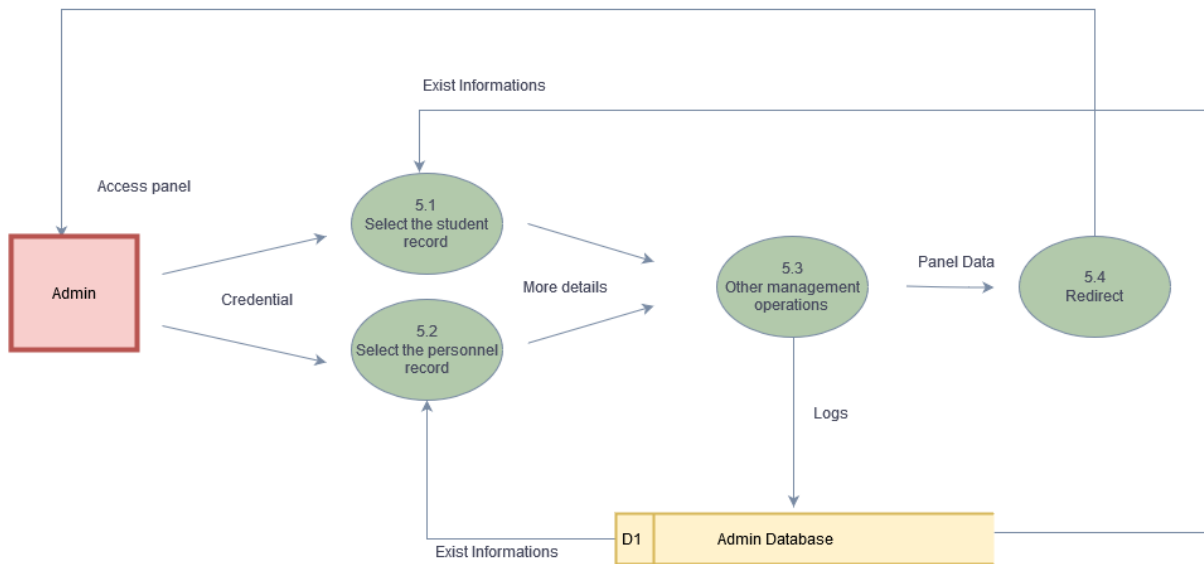 Exist Informations
Access panel
Admin
5.1
Select the student
record
Credential
5.2
Select the personnel
record
More details
5.3
Other management
operations
Panel Data
5.4
Redirect
Logs
Exist Informations
D1
Admin Database